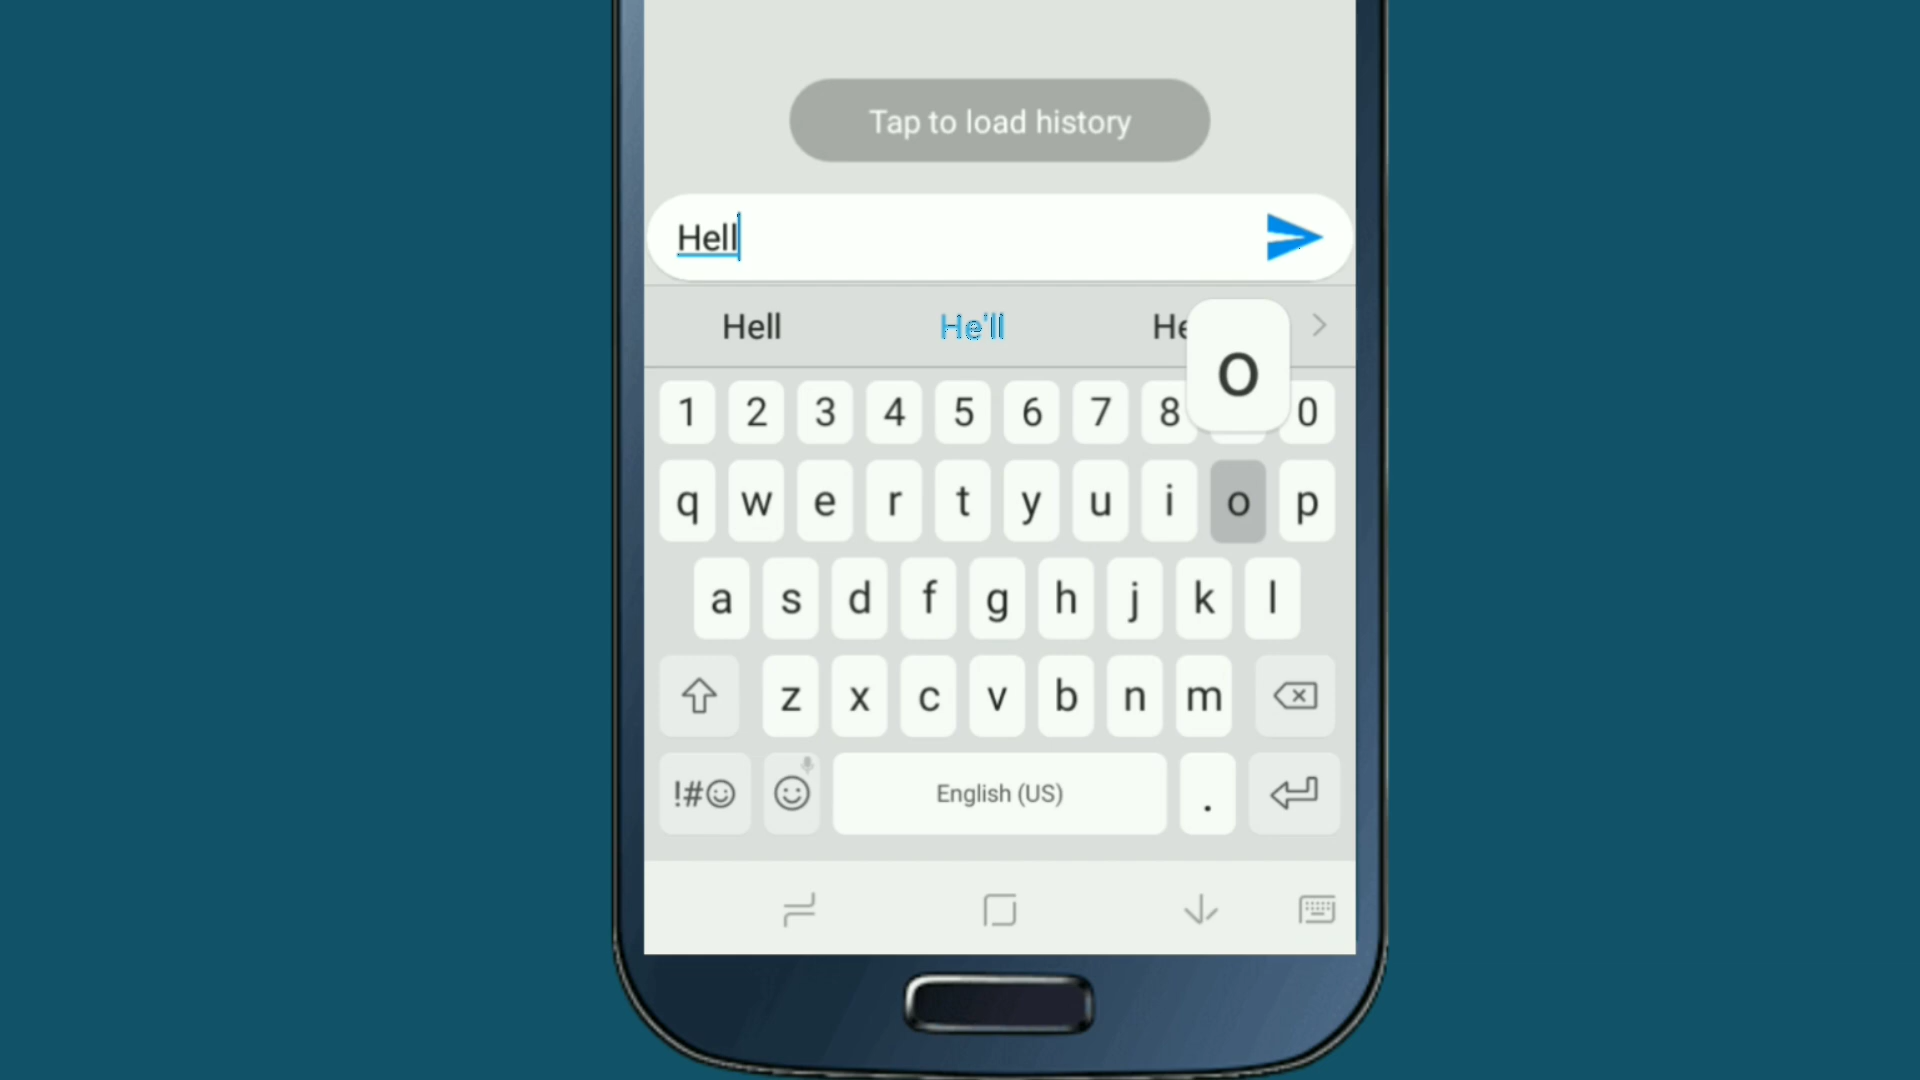 Tap to load history
Hell
Hell He'll
o
1 2 3 4 5 6 7 8 0
q w e r t y u i o p
a s d f g h j k l
z x c v b n m
!# English (US) .